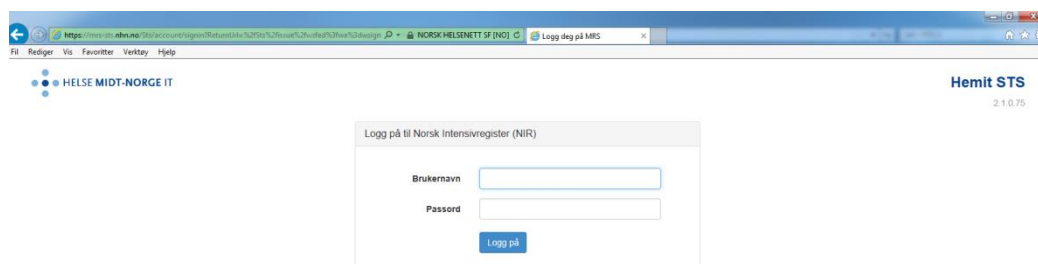 https://mrs-sts.nhn.no/Sts/account/signin?ReturnUrl=%2fSts%2fissue%2fwsfed%3fwa%3dwsign NORSK HELSENETT SF [NO] Logg deg på MRS
Fil Rediger Vis Favoritter Verktøy Hjelp
HELSE MIDT-NORGE IT
Hemit STS
2.1.0.75
Logg på til Norsk Intensivregister (NIR)
Brukernavn
Passord
Logg på